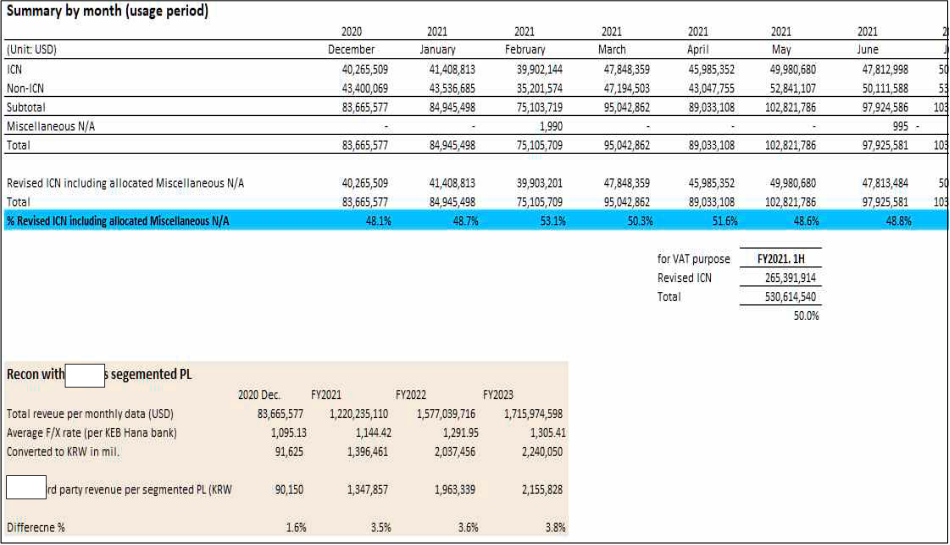 Summary by month (usage period)
2020 2021 2021 2021 2021 2021 2021 2
(Unit: USD) December January February March April May June J
ICN 40,265,509 41,408,813 39,902,144 47,848,359 45,985,352 49,980,680 47,812,998 50
Non-ICN 43,400,069 43,536,685 35,201,574 47,194,503 43,047,755 52,841,107 50,111,588 53
Subtotal 83,665,577 84,945,498 75,103,719 95,042,862 89,033,108 102,821,786 97,924,586 103
Miscellaneous N/A - - 1,990 - - - 995 -
Total 83,665,577 84,945,498 75,105,709 95,042,862 89,033,108 102,821,786 97,925,581 103
Revised ICN including allocated Miscellaneous N/A 40,265,509 41,408,813 39,903,201 47,848,359 45,985,352 49,980,680 47,813,484 50
Total 83,665,577 84,945,498 75,105,709 95,042,862 89,033,108 102,821,786 97,925,581 103
% Revised ICN including allocated Miscellaneous N/A 48.1% 48.7% 53.1% 50.3% 51.6% 48.6% 48.8%
for VAT purpose FY2021. 1H
Revised ICN 265,391,914
Total 530,614,540
50.0%
Recon with s segemented PL
2020 Dec. FY2021 FY2022 FY2023
Total reveue per monthly data (USD) 83,665,577 1,220,235,110 1,577,039,716 1,715,974,598
Average F/X rate (per KEB Hana bank) 1,095.13 1,144.42 1,291.95 1,305.41
Converted to KRW in mil. 91,625 1,396,461 2,037,456 2,240,050
rd party revenue per segmented PL (KRW 90,150 1,347,857 1,963,339 2,155,828
Differecne % 1.6% 3.5% 3.6% 3.8%